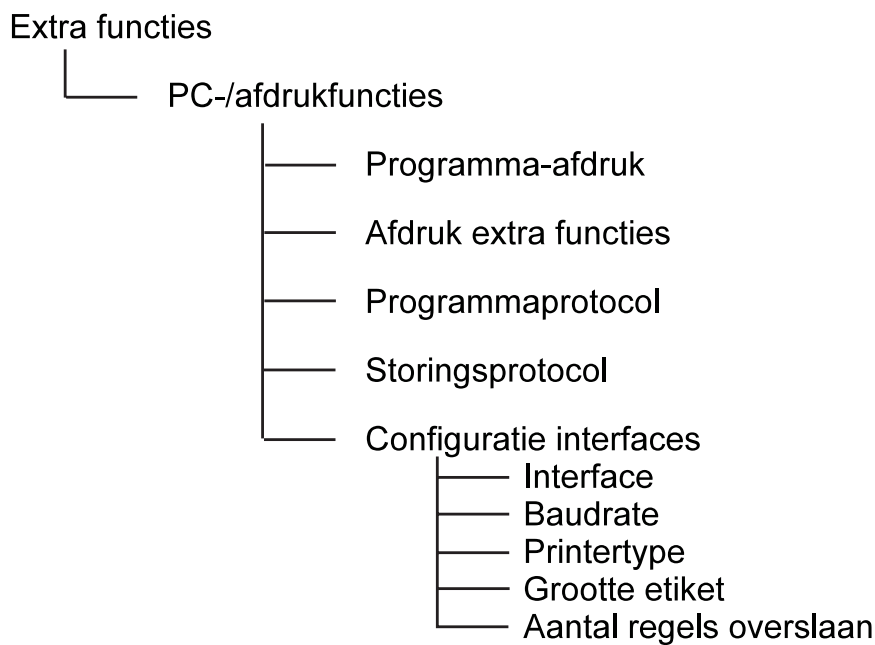 Extra functies
PC-/afdrukfuncties
Programma-afdruk
Afdruk extra functies
Programmaprotocol
Storingsprotocol
Configuratie interfaces
Interface
Baudrate
Printertype
Grootte etiket
Aantal regels overslaan